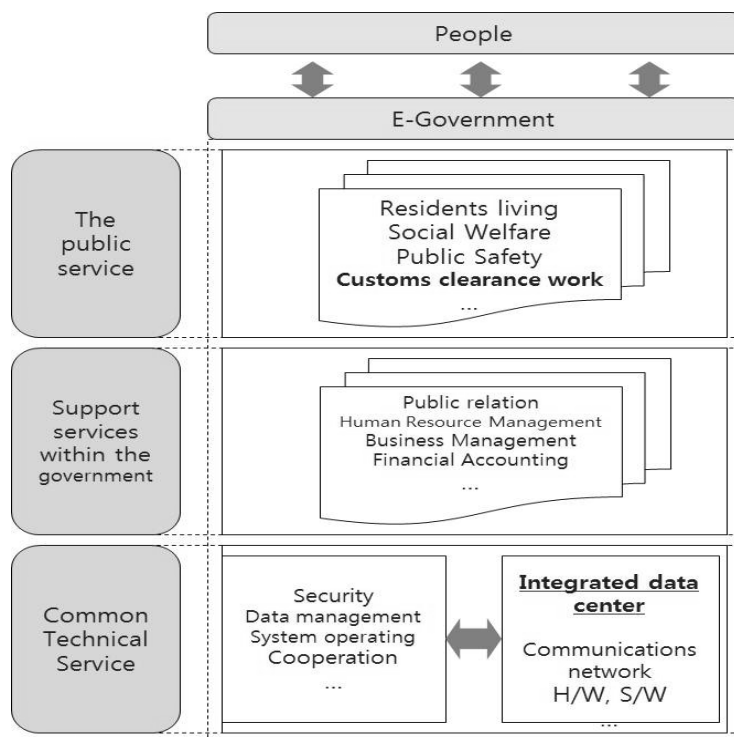 People
E-Government
The
public
service
Residents living
Social Welfare
Public Safety
Customs clearance work
...
Support
services
within the
government
Public relation
Human Resource Management
Business Management
Financial Accounting
...
Common
Technical
Service
Security
Data management
System operating
Cooperation
...
Integrated data
center
Communications
network
H/W, S/W
...